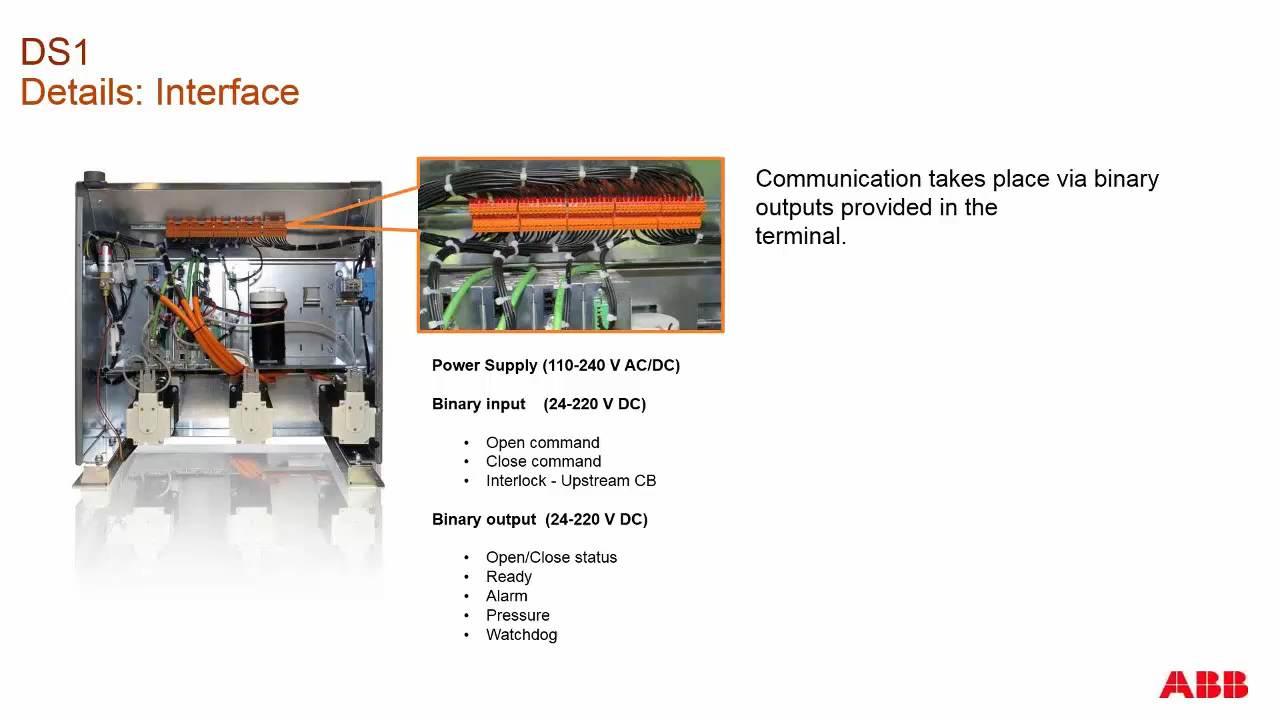 DS1
Details: Interface
Communication takes place via binary
outputs provided in the
terminal.
Power Supply (110-240 V AC/DC)
Binary input (24-220 V DC)
• Open command
• Close command
• Interlock - Upstream CB
Binary output (24-220 V DC)
• Open/Close status
• Ready
• Alarm
• Pressure
• Watchdog
ABB